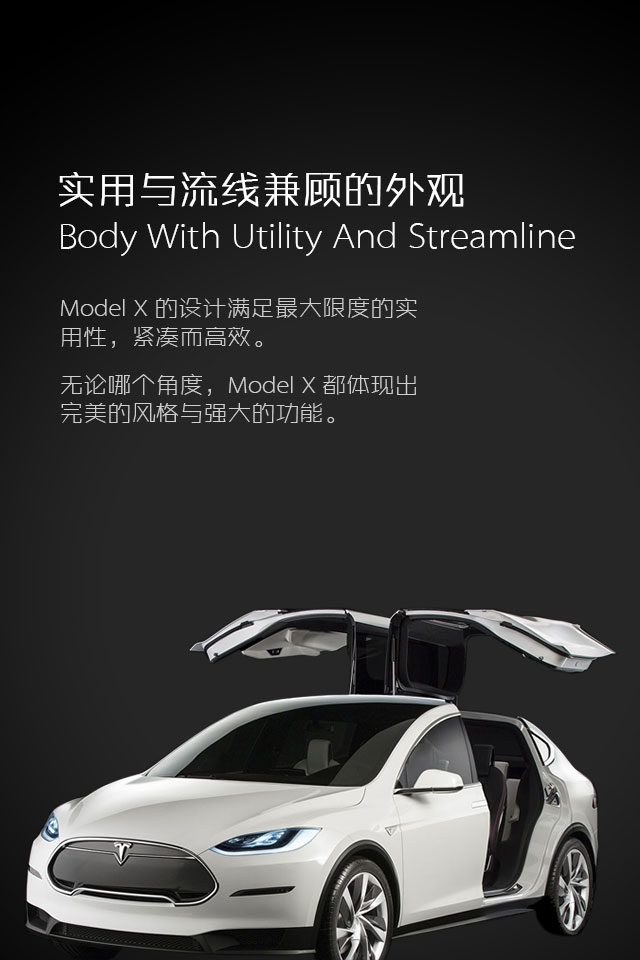 实用与流线兼顾的外观
Body With Utility And Streamline
Model X 的设计满足最大限度的实
用性，紧凑而高效。
无论哪个角度，Model X 都体现出
完美的风格与强大的功能。